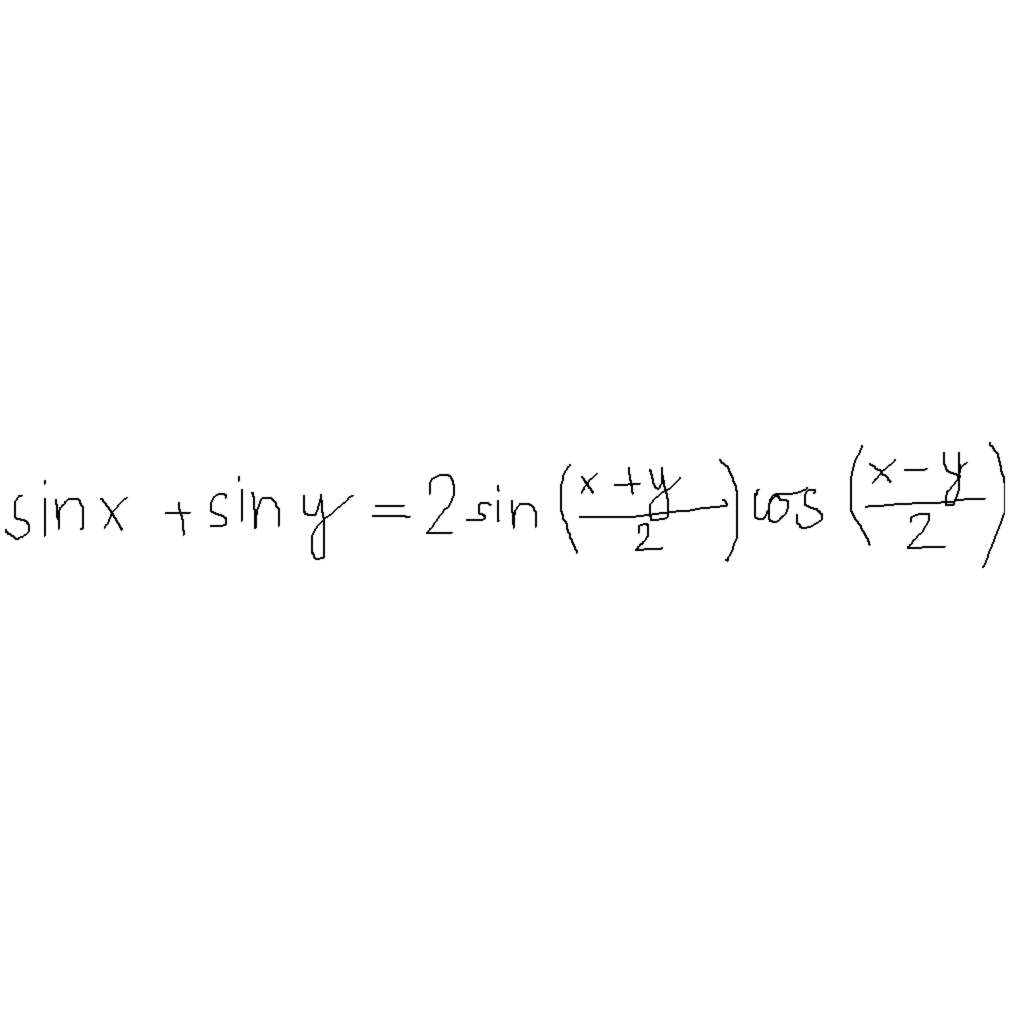 sin x + sin y = 2 sin ((x + y)/2) cos ((x - y)/2)